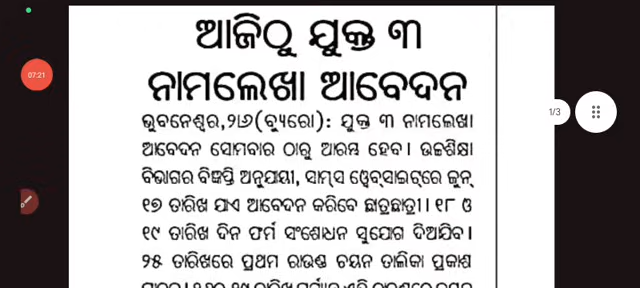 07:21
1/3
ଆଜିଠୁ ଯୁକ୍ତ ୩
ନାମଲେଖା ଆବେଦନ
ଭୁବନେଶ୍ୱର,୨୬(ବ୍ୟୁରୋ): ଯୁକ୍ତ ୩ ନାମଲେଖା
ଆବେଦନ ସୋମବାର ଠାରୁ ଆରମ୍ଭ ହେବ। ଉଚ୍ଚଶିକ୍ଷା
ବିଭାଗର ବିଜ୍ଞପ୍ତି ଅନୁଯାୟୀ, ସାମ୍‌ସ ୱେବ୍‌ସାଇଟ୍‌ରେ ଜୁନ୍
୧୭ ତାରିଖ ଯାଏ ଆବେଦନ କରିବେ ଛାତ୍ରଛାତ୍ରୀ। ୧୮ ଓ
୧୯ ତାରିଖ ଦିନ ଫର୍ମ ସଂଶୋଧନ ସୁଯୋଗ ଦିଆଯିବ।
୨୫ ତାରିଖରେ ପ୍ରଥମ ରାଉଣ୍ଡ ଚୟନ ତାଲିକା ପ୍ରକାଶ